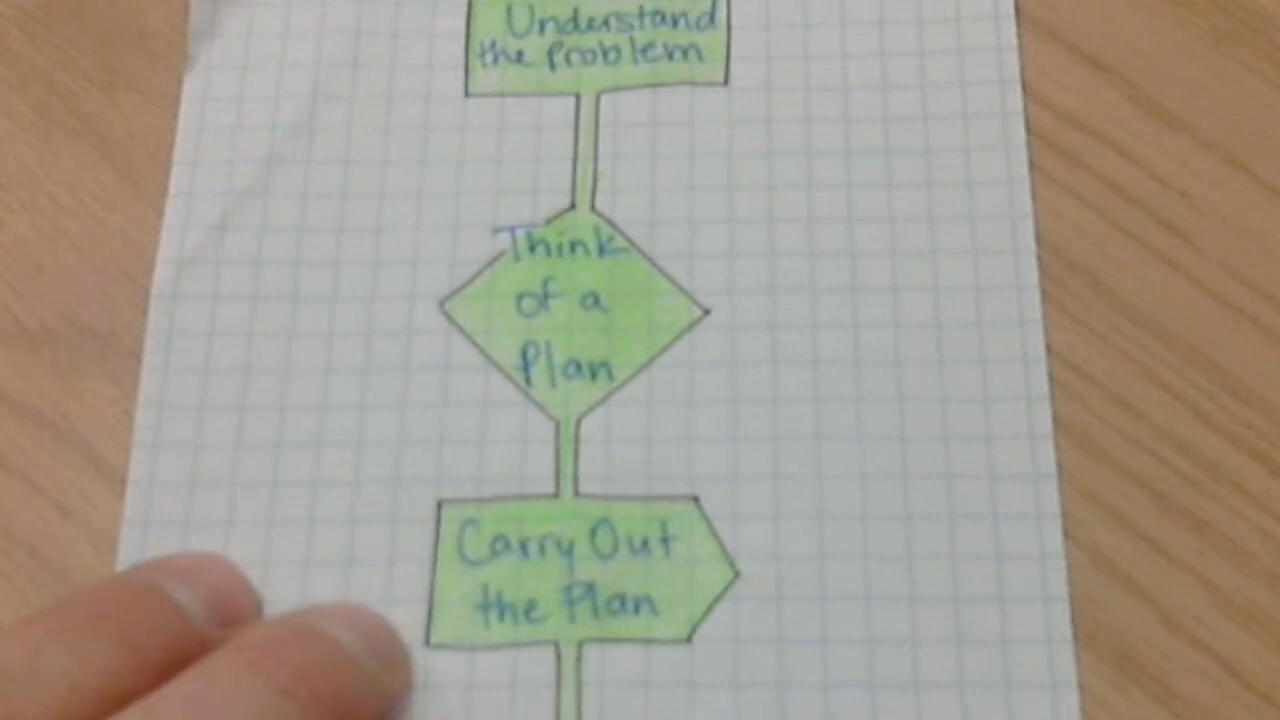 Understand
the problem
Think
of a
Plan
Carry Out
the Plan